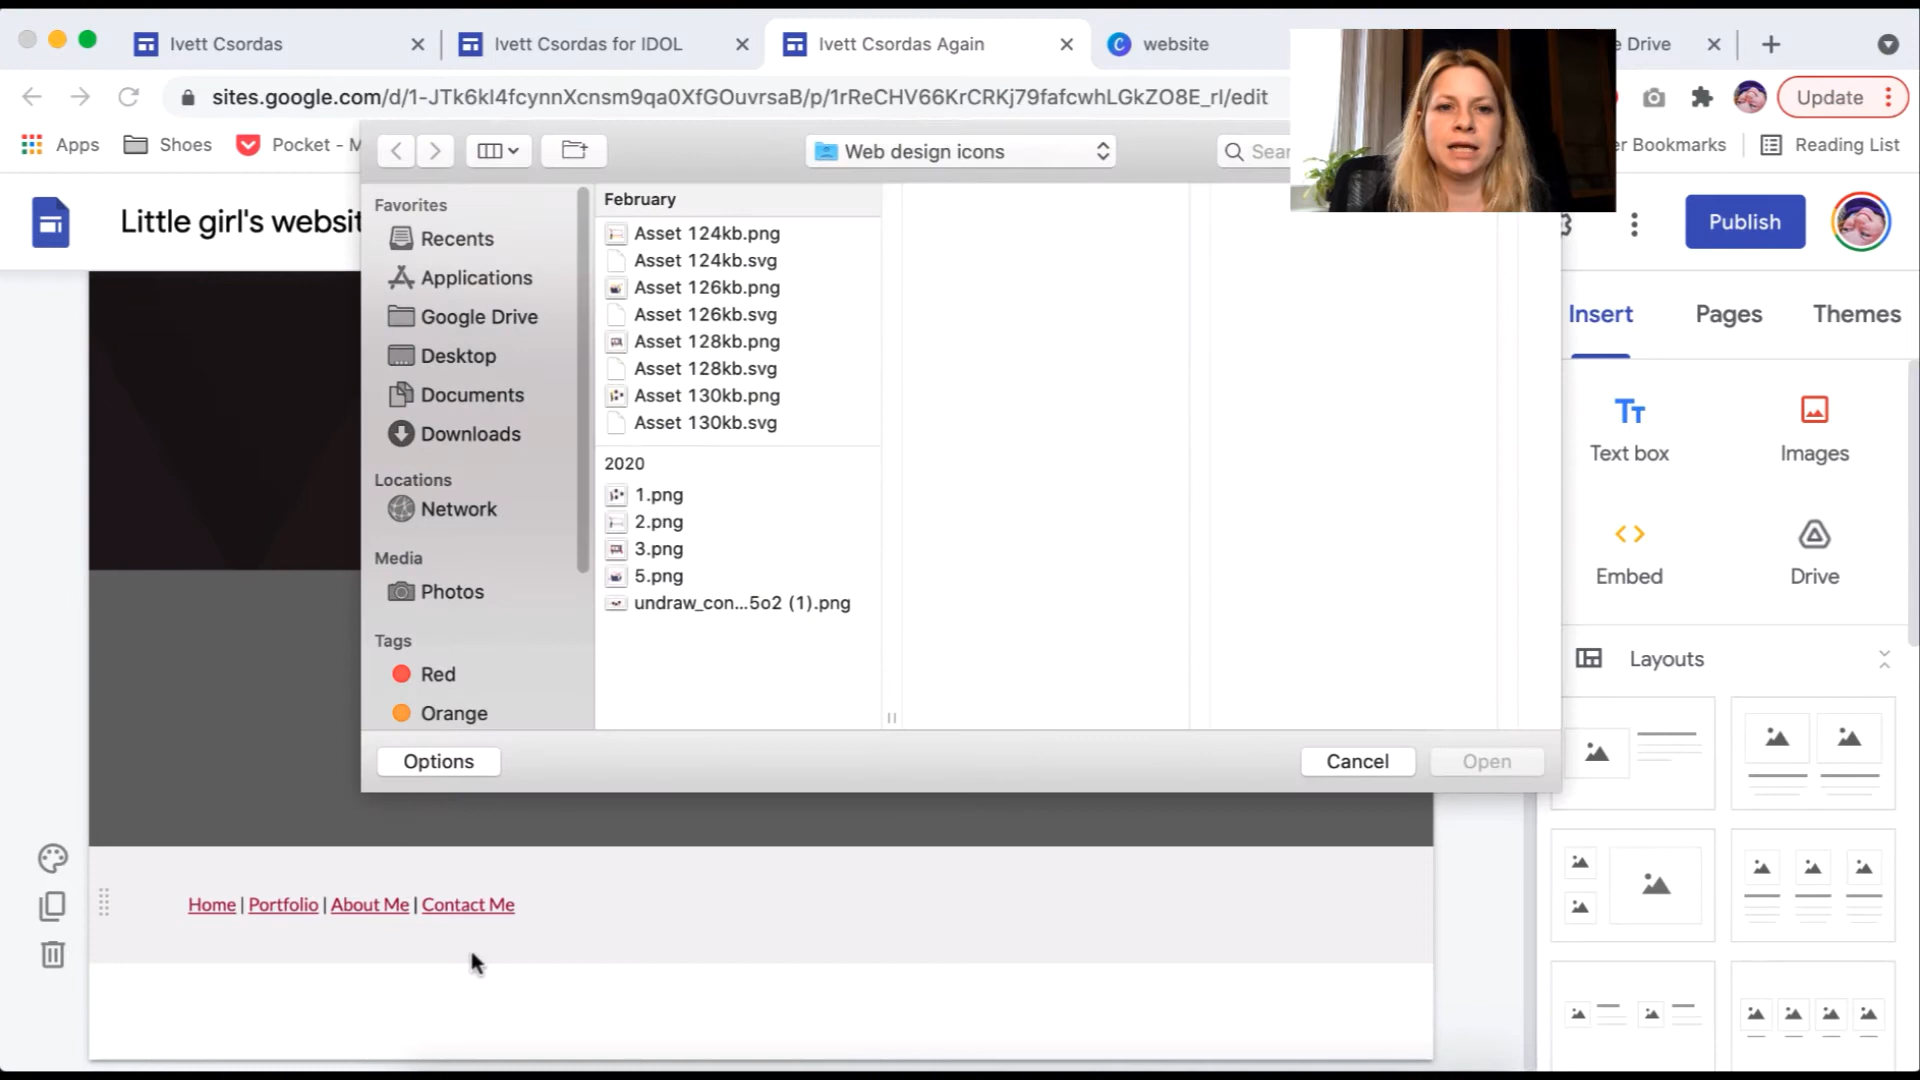 Ivett Csordas
Ivett Csordas for IDOL
Ivett Csordas Again
website
Drive
sites.google.com/d/1-JTk6kI4fcynnXcnsm9qa0XfGOuvrsaB/p/1rReCHV66KrCRKj79fafcwhLGkZO8E_rI/edit
Update
Apps
Shoes
Pocket - M
Bookmarks
Reading List
Web design icons
Sear
Little girl's websit
Publish
Favorites
Recents
Applications
Google Drive
Desktop
Documents
Downloads
Locations
Network
Media
Photos
Tags
Red
Orange
February
Asset 124kb.png
Asset 124kb.svg
Asset 126kb.png
Asset 126kb.svg
Asset 128kb.png
Asset 128kb.svg
Asset 130kb.png
Asset 130kb.svg
2020
1.png
2.png
3.png
5.png
undraw_con...5o2 (1).png
Options
Cancel
Open
Insert
Pages
Themes
Text box
Images
Embed
Drive
Layouts
Home | Portfolio | About Me | Contact Me